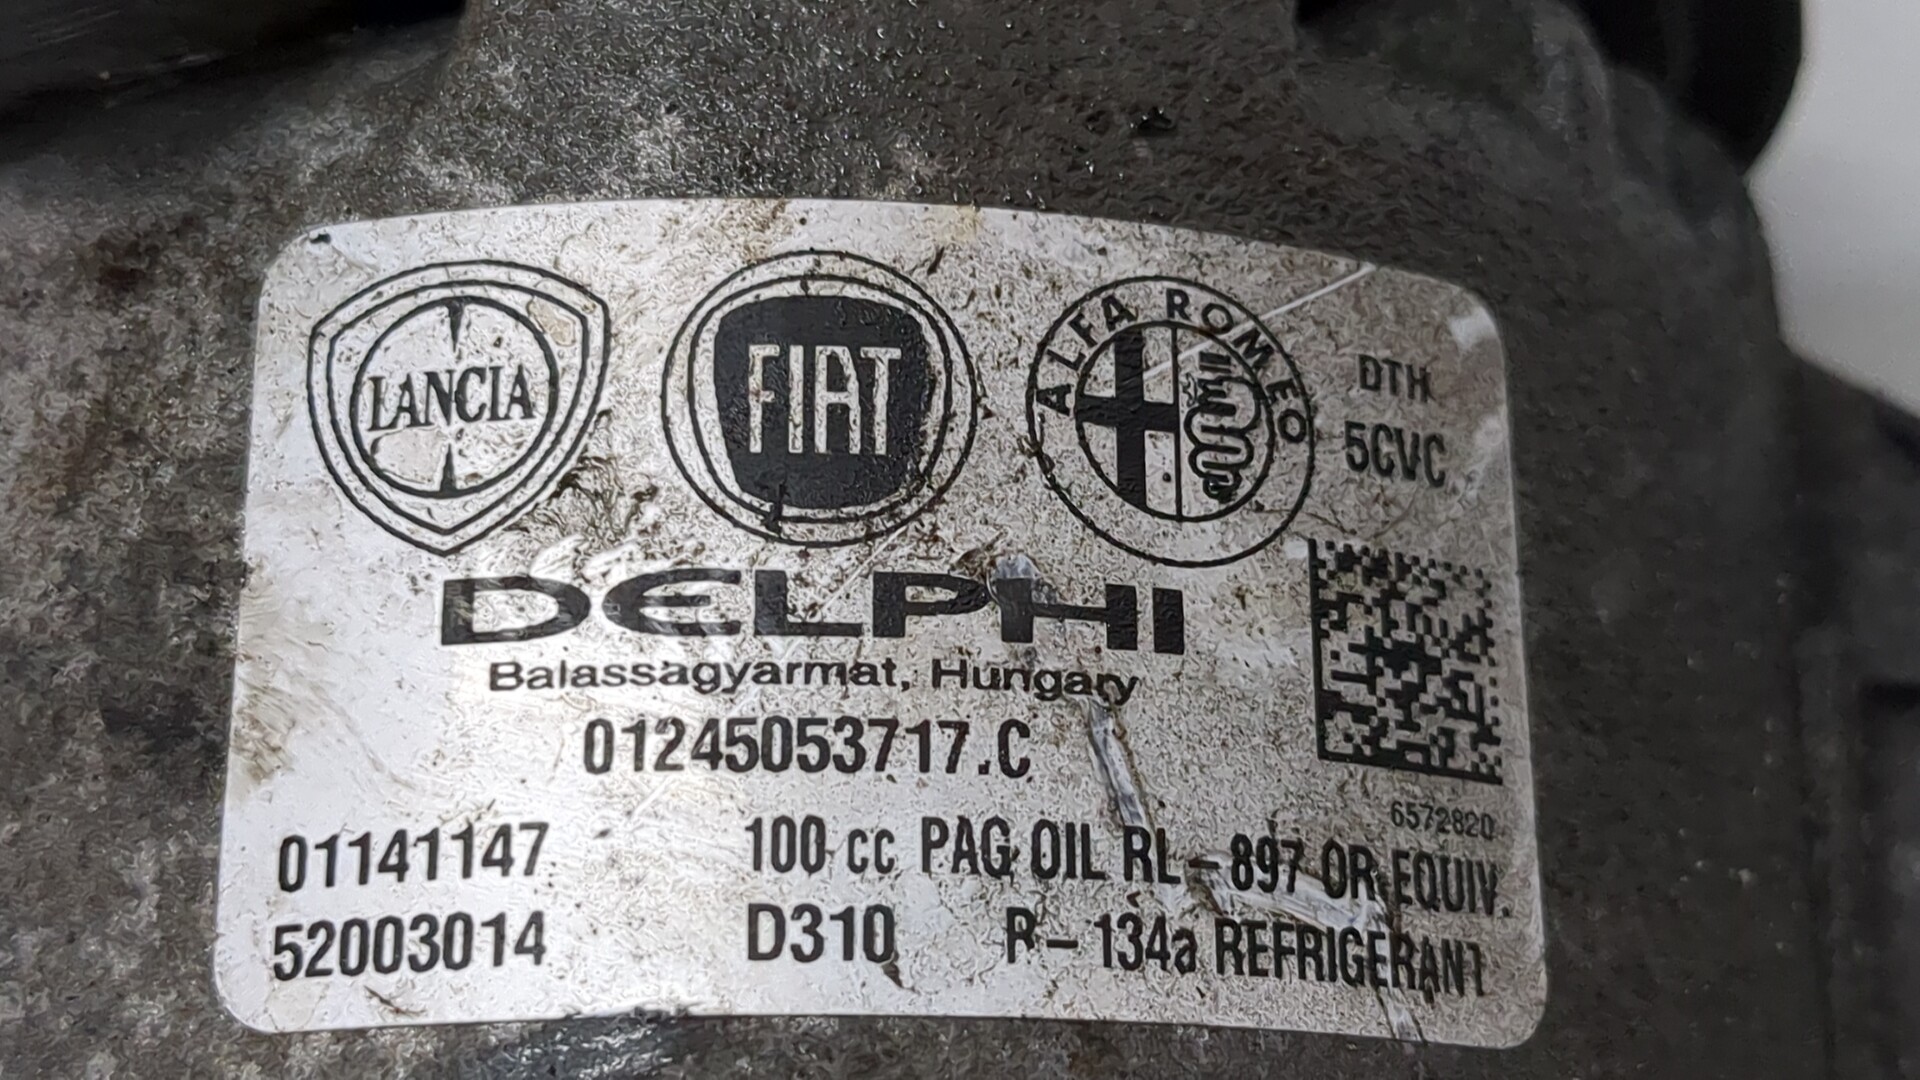 LANCIA
FIAT
ALFA ROMEO
DTH
5CVC
DELPHI
Balassagyarmat, Hungary
01245053717.C
6572820
01141147
100 cc PAG OIL RL-897 OR EQUIV.
52003014
D310
R-134a REFRIGERANT